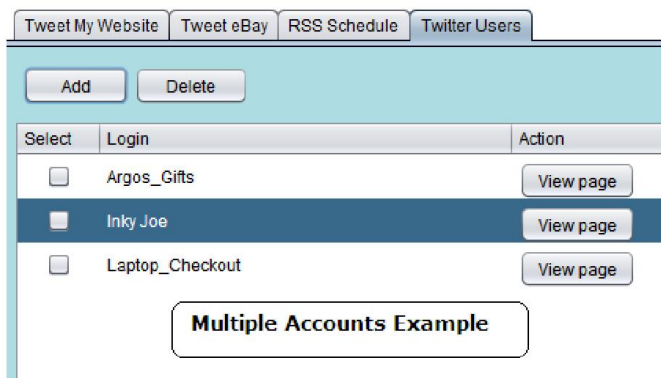 Tweet My Website Tweet eBay RSS Schedule Twitter Users
Add Delete
Select Login Action
Argos_Gifts View page
Inky Joe View page
Laptop_Checkout View page
Multiple Accounts Example